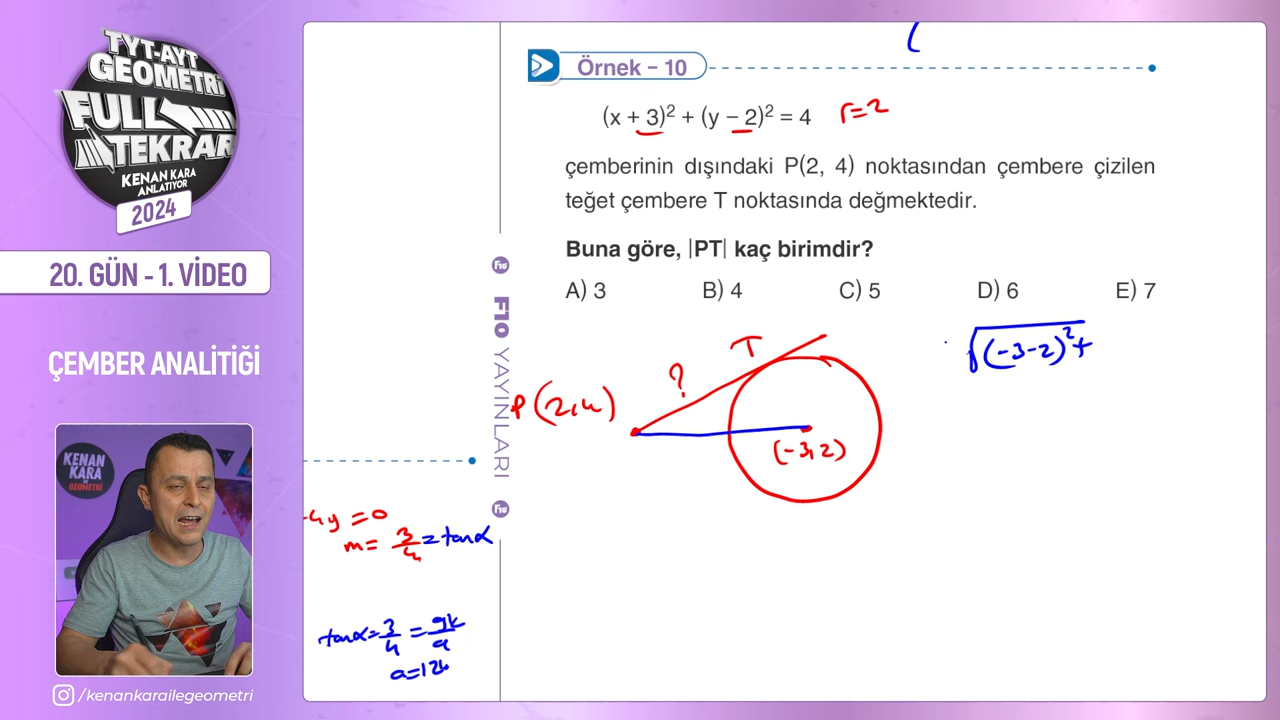 TYT-AYT
GEOMETRİ
FULL
TEKRAR
KENAN KARA
ANLATIYOR
2024
20. GÜN - 1. VİDEO
ÇEMBER ANALİTİĞİ
KENAN
KARA
GEOMETRİ
/kenankarailegeometri
F10 YAYINLARI
Örnek – 10
(x + 3)² + (y – 2)² = 4 r=2
çemberinin dışındaki P(2, 4) noktasından çembere çizilen
teğet çembere T noktasında değmektedir.
Buna göre, |PT| kaç birimdir?
A) 3 B) 4 C) 5 D) 6 E) 7
√(-3-2)²+
T
?
P(2,4)
(-3,2)
-4y=0
m= 3/4 = tanα
tanα= 3/4 = 9k/a
a=12k